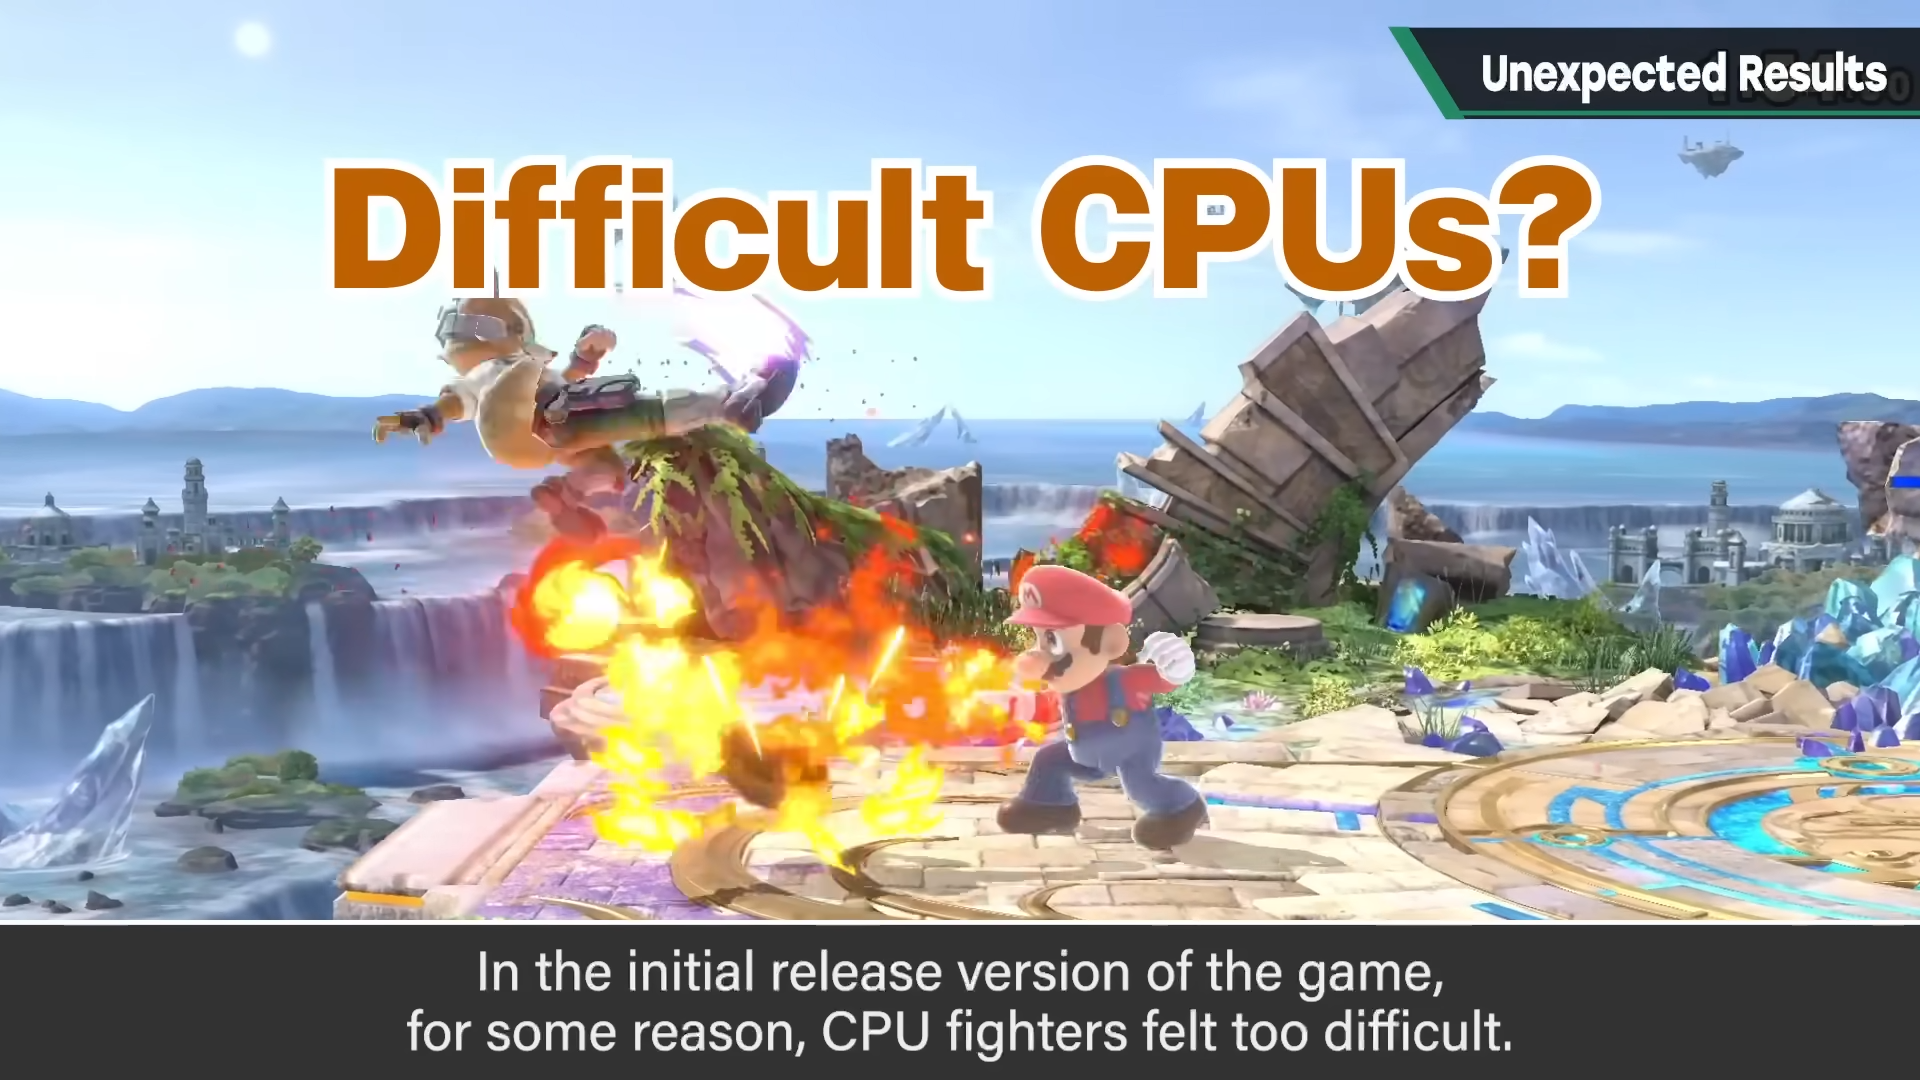 Unexpected Results
Difficult CPUs?
In the initial release version of the game,
for some reason, CPU fighters felt too difficult.